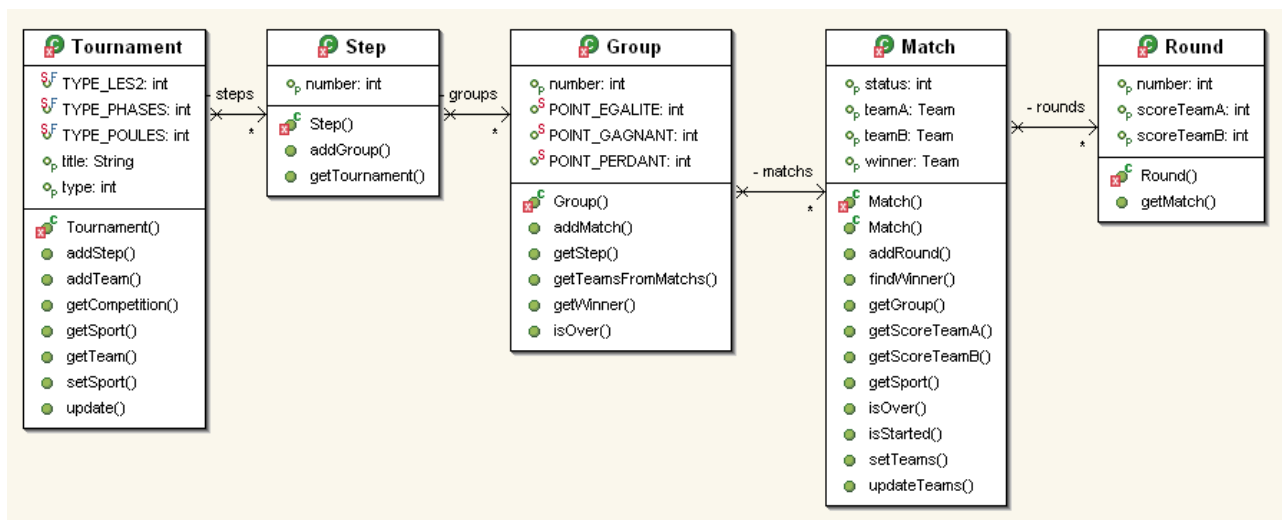 Tournament
TYPE_LES2: int
TYPE_PHASES: int
TYPE_POULES: int
title: String
type: int
Tournament()
addStep()
addTeam()
getCompetition()
getSport()
getTeam()
setSport()
update()
- steps
*
Step
number: int
Step()
addGroup()
getTournament()
- groups
*
Group
number: int
POINT_EGALITE: int
POINT_GAGNANT: int
POINT_PERDANT: int
Group()
addMatch()
getStep()
getTeamsFromMatchs()
getWinner()
isOver()
- matchs
*
Match
status: int
teamA: Team
teamB: Team
winner: Team
Match()
Match()
addRound()
findWinner()
getGroup()
getScoreTeamA()
getScoreTeamB()
getSport()
isOver()
isStarted()
setTeams()
updateTeams()
- rounds
*
Round
number: int
scoreTeamA: int
scoreTeamB: int
Round()
getMatch()